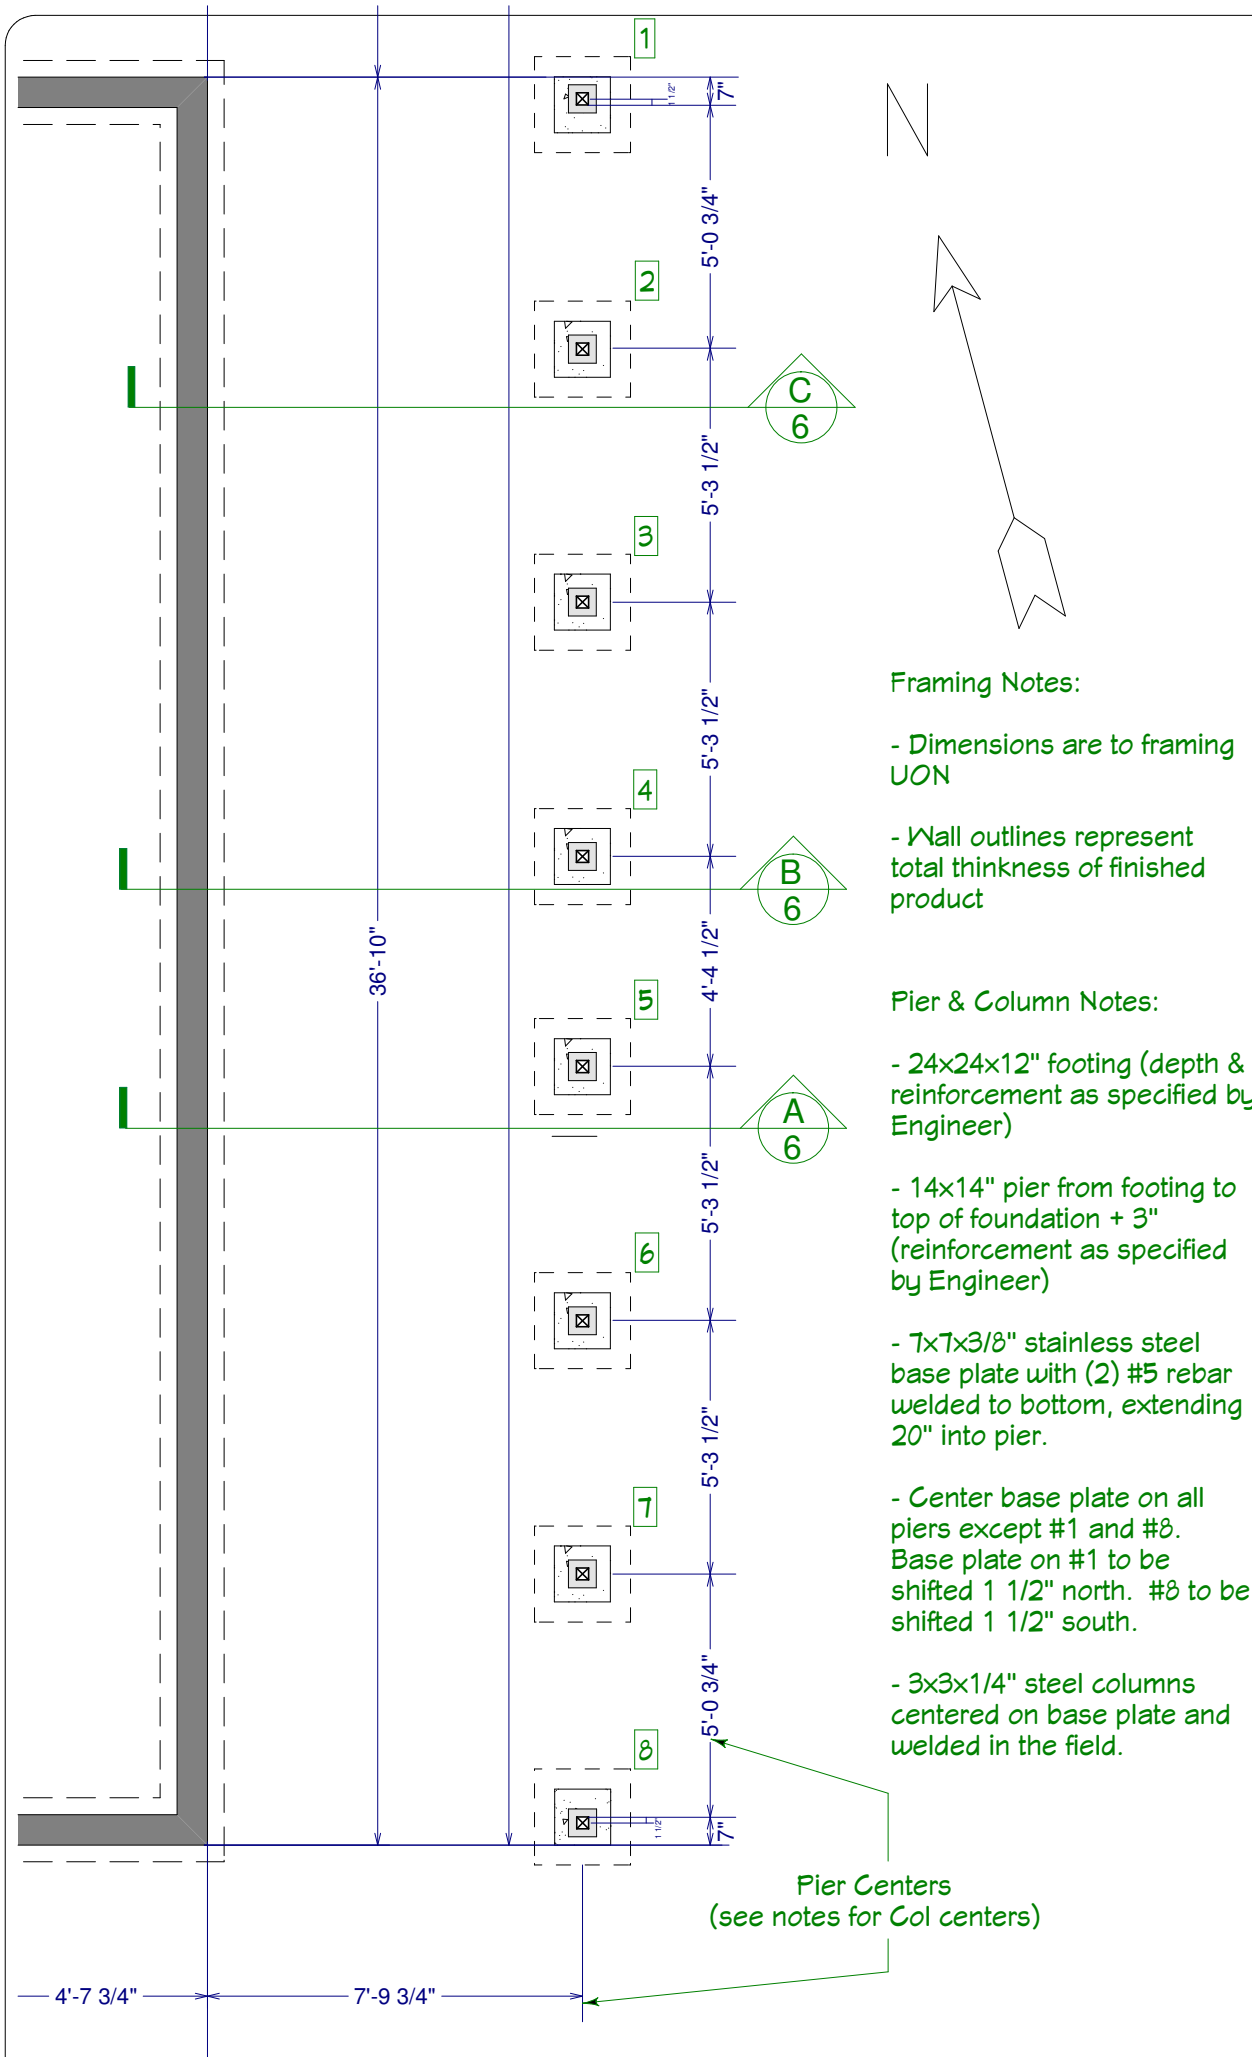 1
1 1/2"
7"
N
5'-0 3/4"
2
C
6
5'-3 1/2"
3
Framing Notes:
- Dimensions are to framing
UON
5'-3 1/2"
4
- Wall outlines represent
total thinkness of finished
product
B
6
36'-10"
4'-4 1/2"
5
Pier & Column Notes:
- 24x24x12" footing (depth &
reinforcement as specified by
Engineer)
A
6
5'-3 1/2"
- 14x14" pier from footing to
top of foundation + 3"
(reinforcement as specified
by Engineer)
6
- 7x7x3/8" stainless steel
base plate with (2) #5 rebar
welded to bottom, extending
20" into pier.
5'-3 1/2"
7
- Center base plate on all
piers except #1 and #8.
Base plate on #1 to be
shifted 1 1/2" north.  #8 to be
shifted 1 1/2" south.
5'-0 3/4"
- 3x3x1/4" steel columns
centered on base plate and
welded in the field.
8
1 1/2"
7"
Pier Centers
(see notes for Col centers)
4'-7 3/4"
7'-9 3/4"